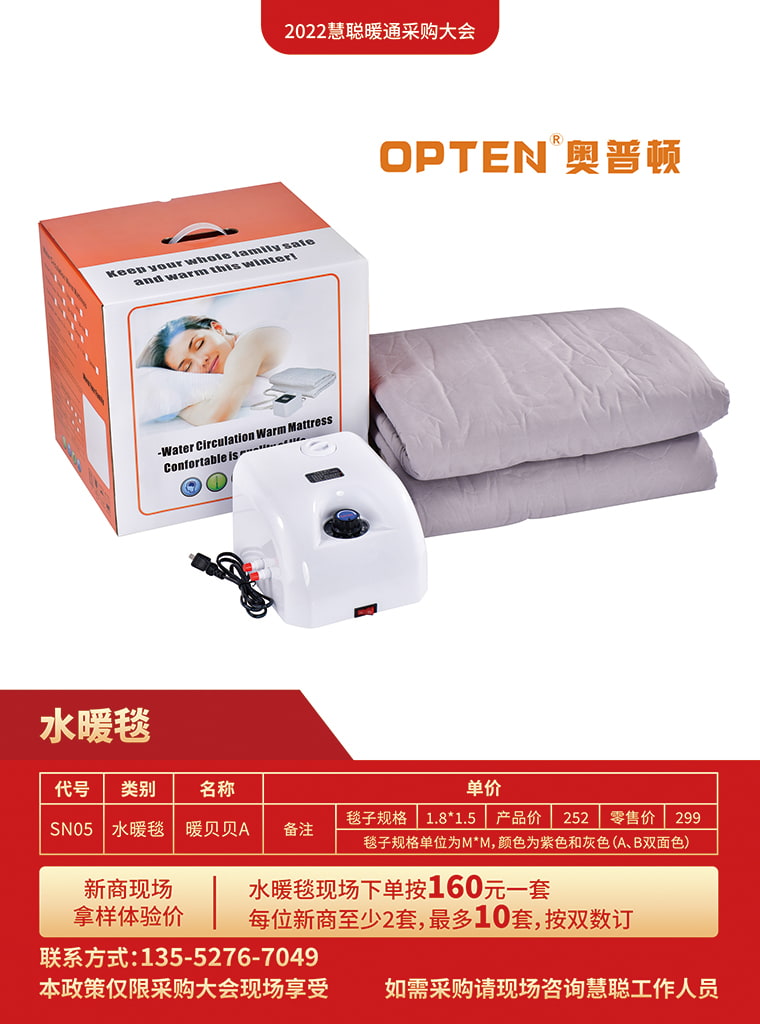 2022慧聪暖通采购大会
OPTEN®奥普顿
Keep your whole family safe
and warm this winter!
-Water Circulation Warm Mattress
Confortable is
水暖毯
代号 类别 名称 单价
SN05 水暖毯 暖贝贝A 备注 毯子规格 1.8*1.5 产品价 252 零售价 299
毯子规格单位为M*M,颜色为紫色和灰色(A、B双面色)
新商现场
拿样体验价
水暖毯现场下单按160元一套
每位新商至少2套,最多10套,按双数订
联系方式:135-5276-7049
本政策仅限采购大会现场享受 如需采购请现场咨询慧聪工作人员